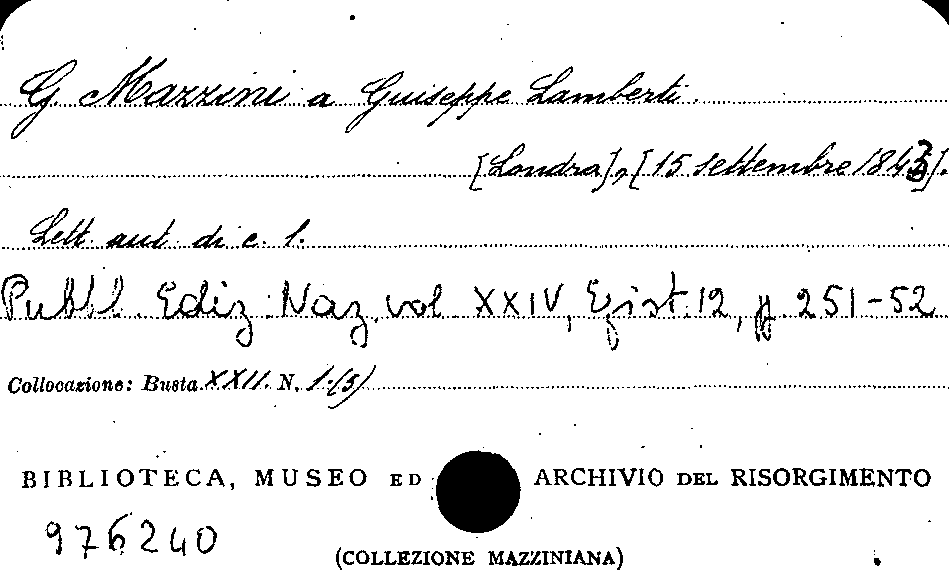 G. Mazzini a Giuseppe Lamberti.
[Londra], [15 settembre 1843].
Lett. aut. di c. 1.
Pubbl. Ediz. Naz. vol XXIV, Epist. 12, pp. 251-52
Collocazione: Busta XXII. N. 1.(5)
BIBLIOTECA, MUSEO ED ARCHIVIO DEL RISORGIMENTO
976240
(COLLEZIONE MAZZINIANA)